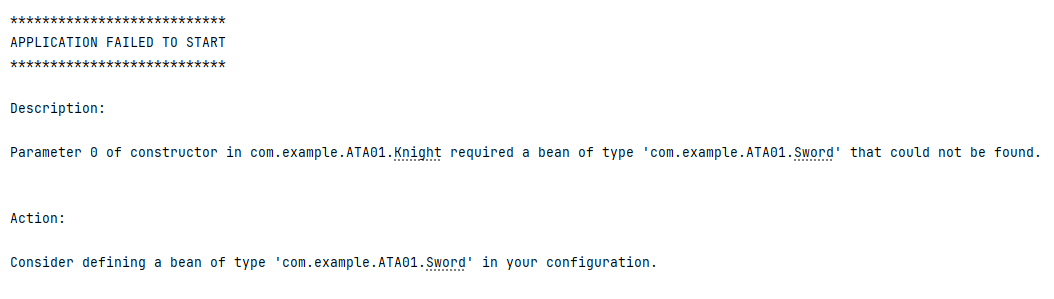 ***************************
APPLICATION FAILED TO START
***************************
Description:
Parameter 0 of constructor in com.example.ATA01.Knight required a bean of type 'com.example.ATA01.Sword' that could not be found.
Action:
Consider defining a bean of type 'com.example.ATA01.Sword' in your configuration.